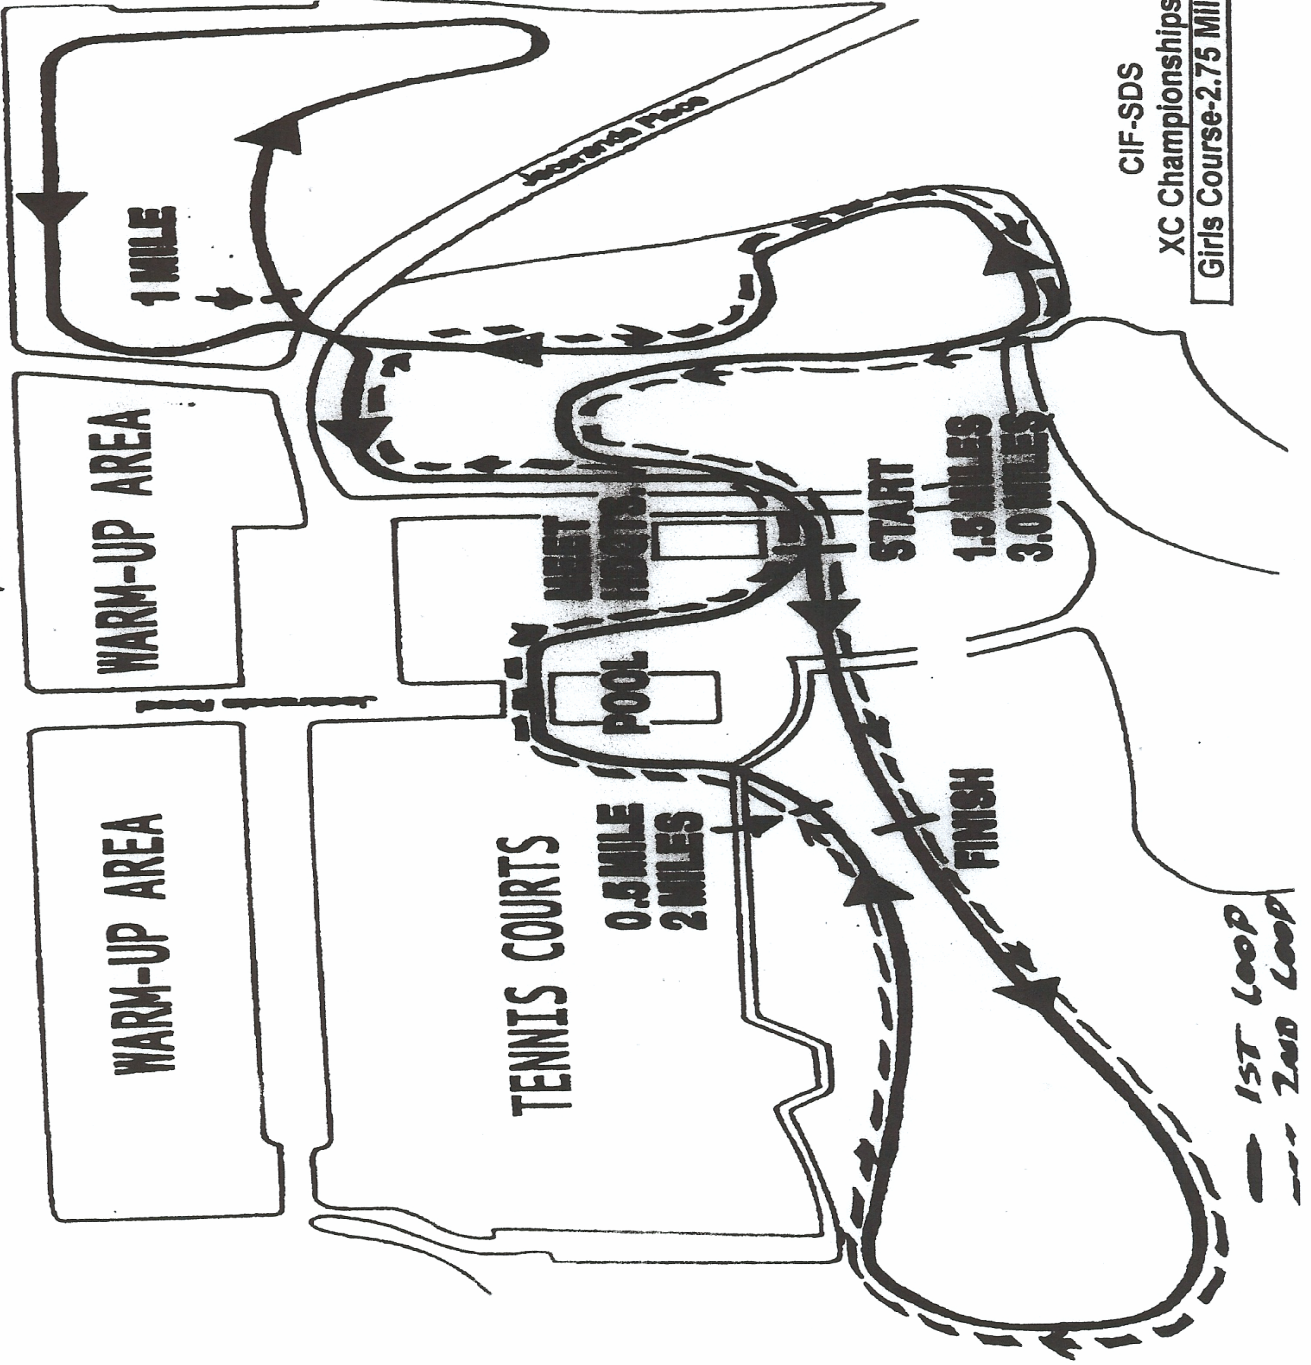 WARM-UP AREA
WARM-UP AREA
1 MILE
TENNIS COURTS
0.5 MILE
2 MILES
POOL
MEET
HDQTRS.
Jacaranda Place
START
FINISH
1.5 MILES
3.0 MILES
CIF-SDS
XC Championships
Girls Course-2.75 Mil
1ST LOOP
2ND LOOP